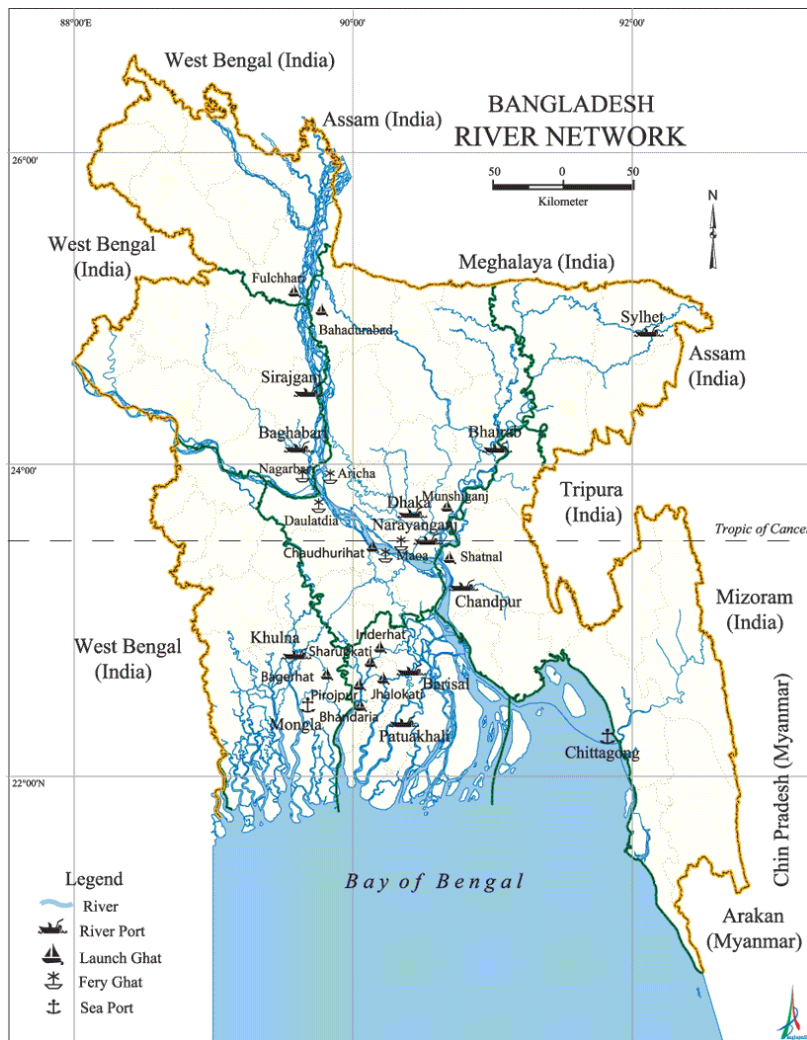 88°00'E
90°00'
92°00'
West Bengal (India)
Assam (India)
BANGLADESH
RIVER NETWORK
26°00'
50
0
50
Kilometer
N
West Bengal
(India)
Meghalaya (India)
Fulchhari
Bahadurabad
Sylhet
Assam
(India)
Sirajganj
Baghabari
Bhairab
24°00'
Nagarbari
Aricha
Dhaka
Munshiganj
Tripura
(India)
Daulatdia
Narayanganj
Tropic of Cancer
Chaudhurihat
Maoa
Shatnal
Chandpur
Mizoram
(India)
West Bengal
(India)
Khulna
Inderhat
Sharupkati
Bagerhat
Barisal
Pirojpur
Jhalokati
Bhandaria
Mongla
Patuakhali
Chittagong
22°00'N
Chin Pradesh (Myanmar)
Bay of Bengal
Arakan
(Myanmar)
Legend
River
River Port
Launch Ghat
Fery Ghat
Sea Port